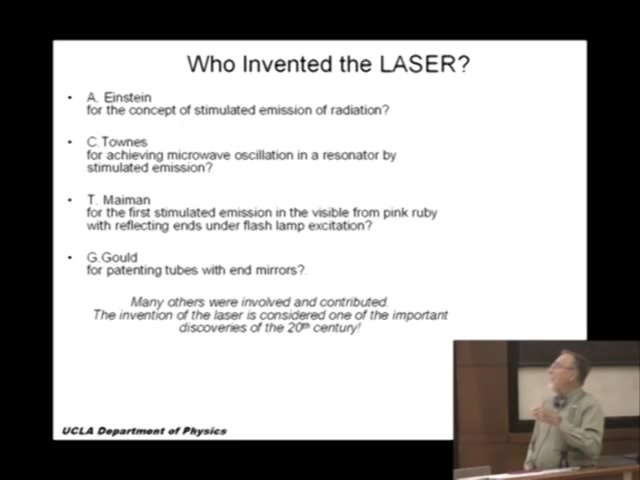 Who Invented the LASER?
• A. Einstein
for the concept of stimulated emission of radiation?
• C.Townes
for achieving microwave oscillation in a resonator by
stimulated emission?
• T. Maiman
for the first stimulated emission in the visible from pink ruby
with reflecting ends under flash lamp excitation?
• G.Gould
for patenting tubes with end mirrors?.
Many others were involved and contributed.
The invention of the laser is considered one of the important
discoveries of the 20th century!
UCLA Department of Physics